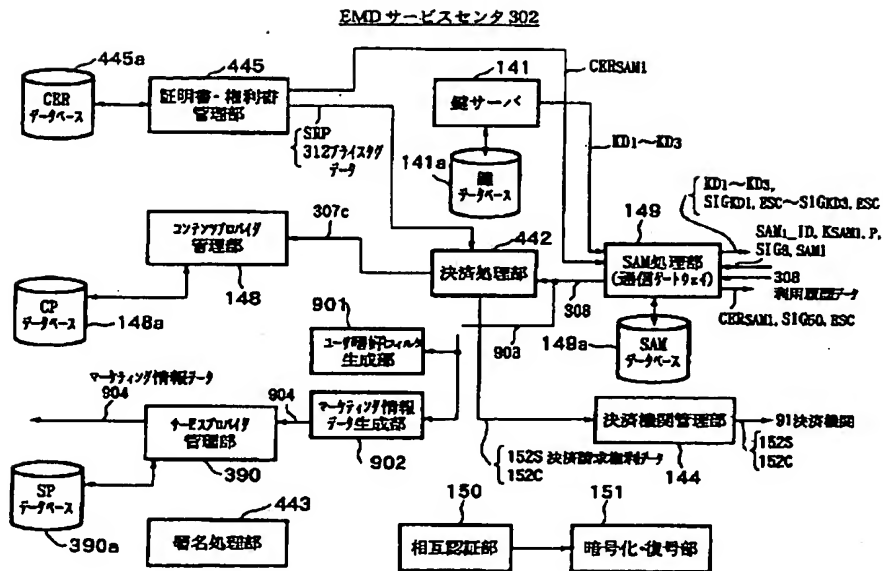 EMDサービスセンタ302
445a
445
141
CERSAM1
CER
データベース
証明書・権利書
管理部
鍵サーバ
SRP
312プライスタグ
データ
141a
鍵
データベース
KD1〜KD3
KD1〜KD3,
SIGKD1,ESC〜SIGKD3,ESC
コンテンツプロバイダ
管理部
307c
442
149
SAM1_ID,KSAM1,P,
SIG8,SAM1
決済処理部
SAM処理部
(通信ゲートウェイ)
148
308
308
利用履歴データ
CP
データベース
148a
901
903
CERSAM1,SIG50,ESC
ユーザ嗜好フィルタ
生成部
149a
SAM
データベース
マーケティング情報データ
904
904
サービスプロバイダ
管理部
マーケティング情報
データ生成部
決済機関管理部
91決済機関
390
902
152S 決済請求権利データ
152C
144
152S
152C
SP
データベース
443
390a
署名処理部
150
151
相互認証部
暗号化・復号部